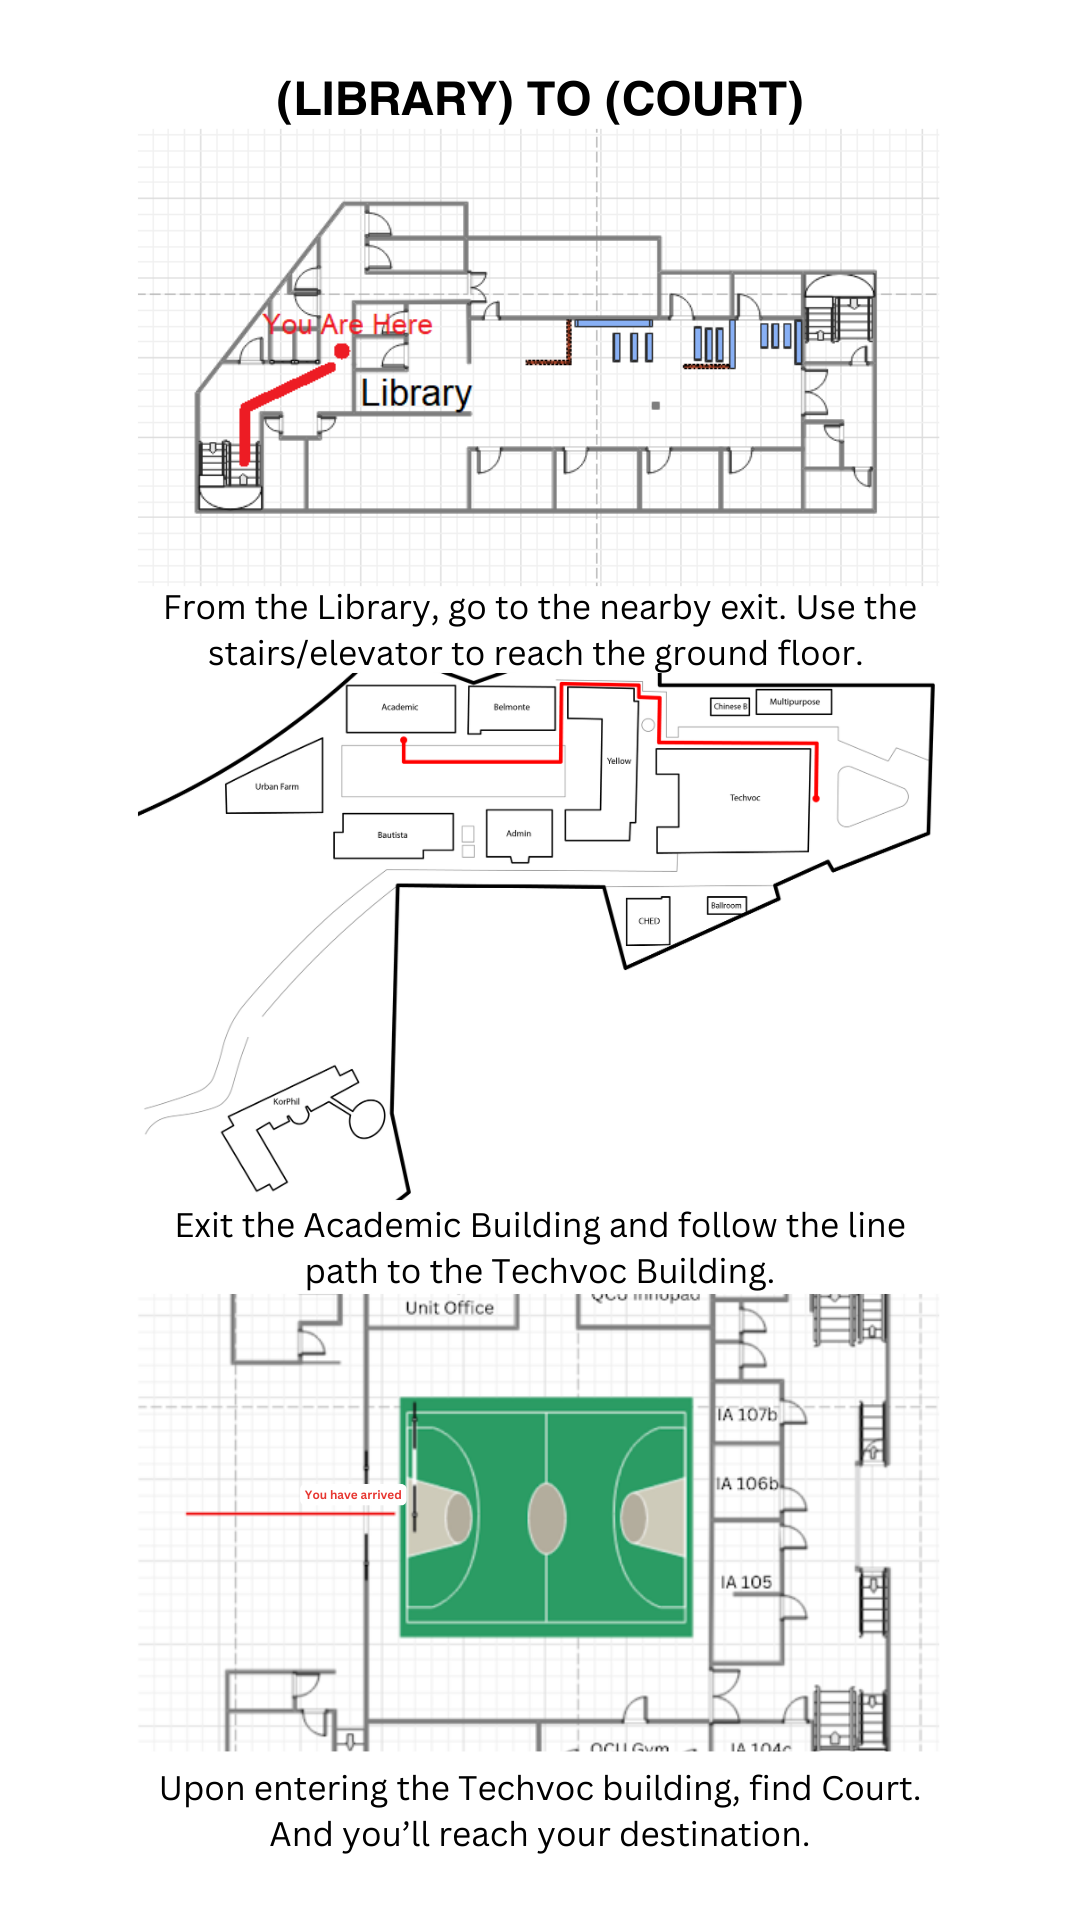 (LIBRARY) TO (COURT)
You Are Here
Library
From the Library, go to the nearby exit. Use the
stairs/elevator to reach the ground floor.
Academic
Belmonte
Chinese B
Multipurpose
Urban Farm
Yellow
Techvoc
Bautista
Admin
CHED
Ballroom
KorPhil
Exit the Academic Building and follow the line
path to the Techvoc Building.
Unit Office
QCU Innopad
IA 107b
IA 106b
You have arrived
IA 105
QCU Gym
IA 104c
Upon entering the Techvoc building, find Court.
And you’ll reach your destination.